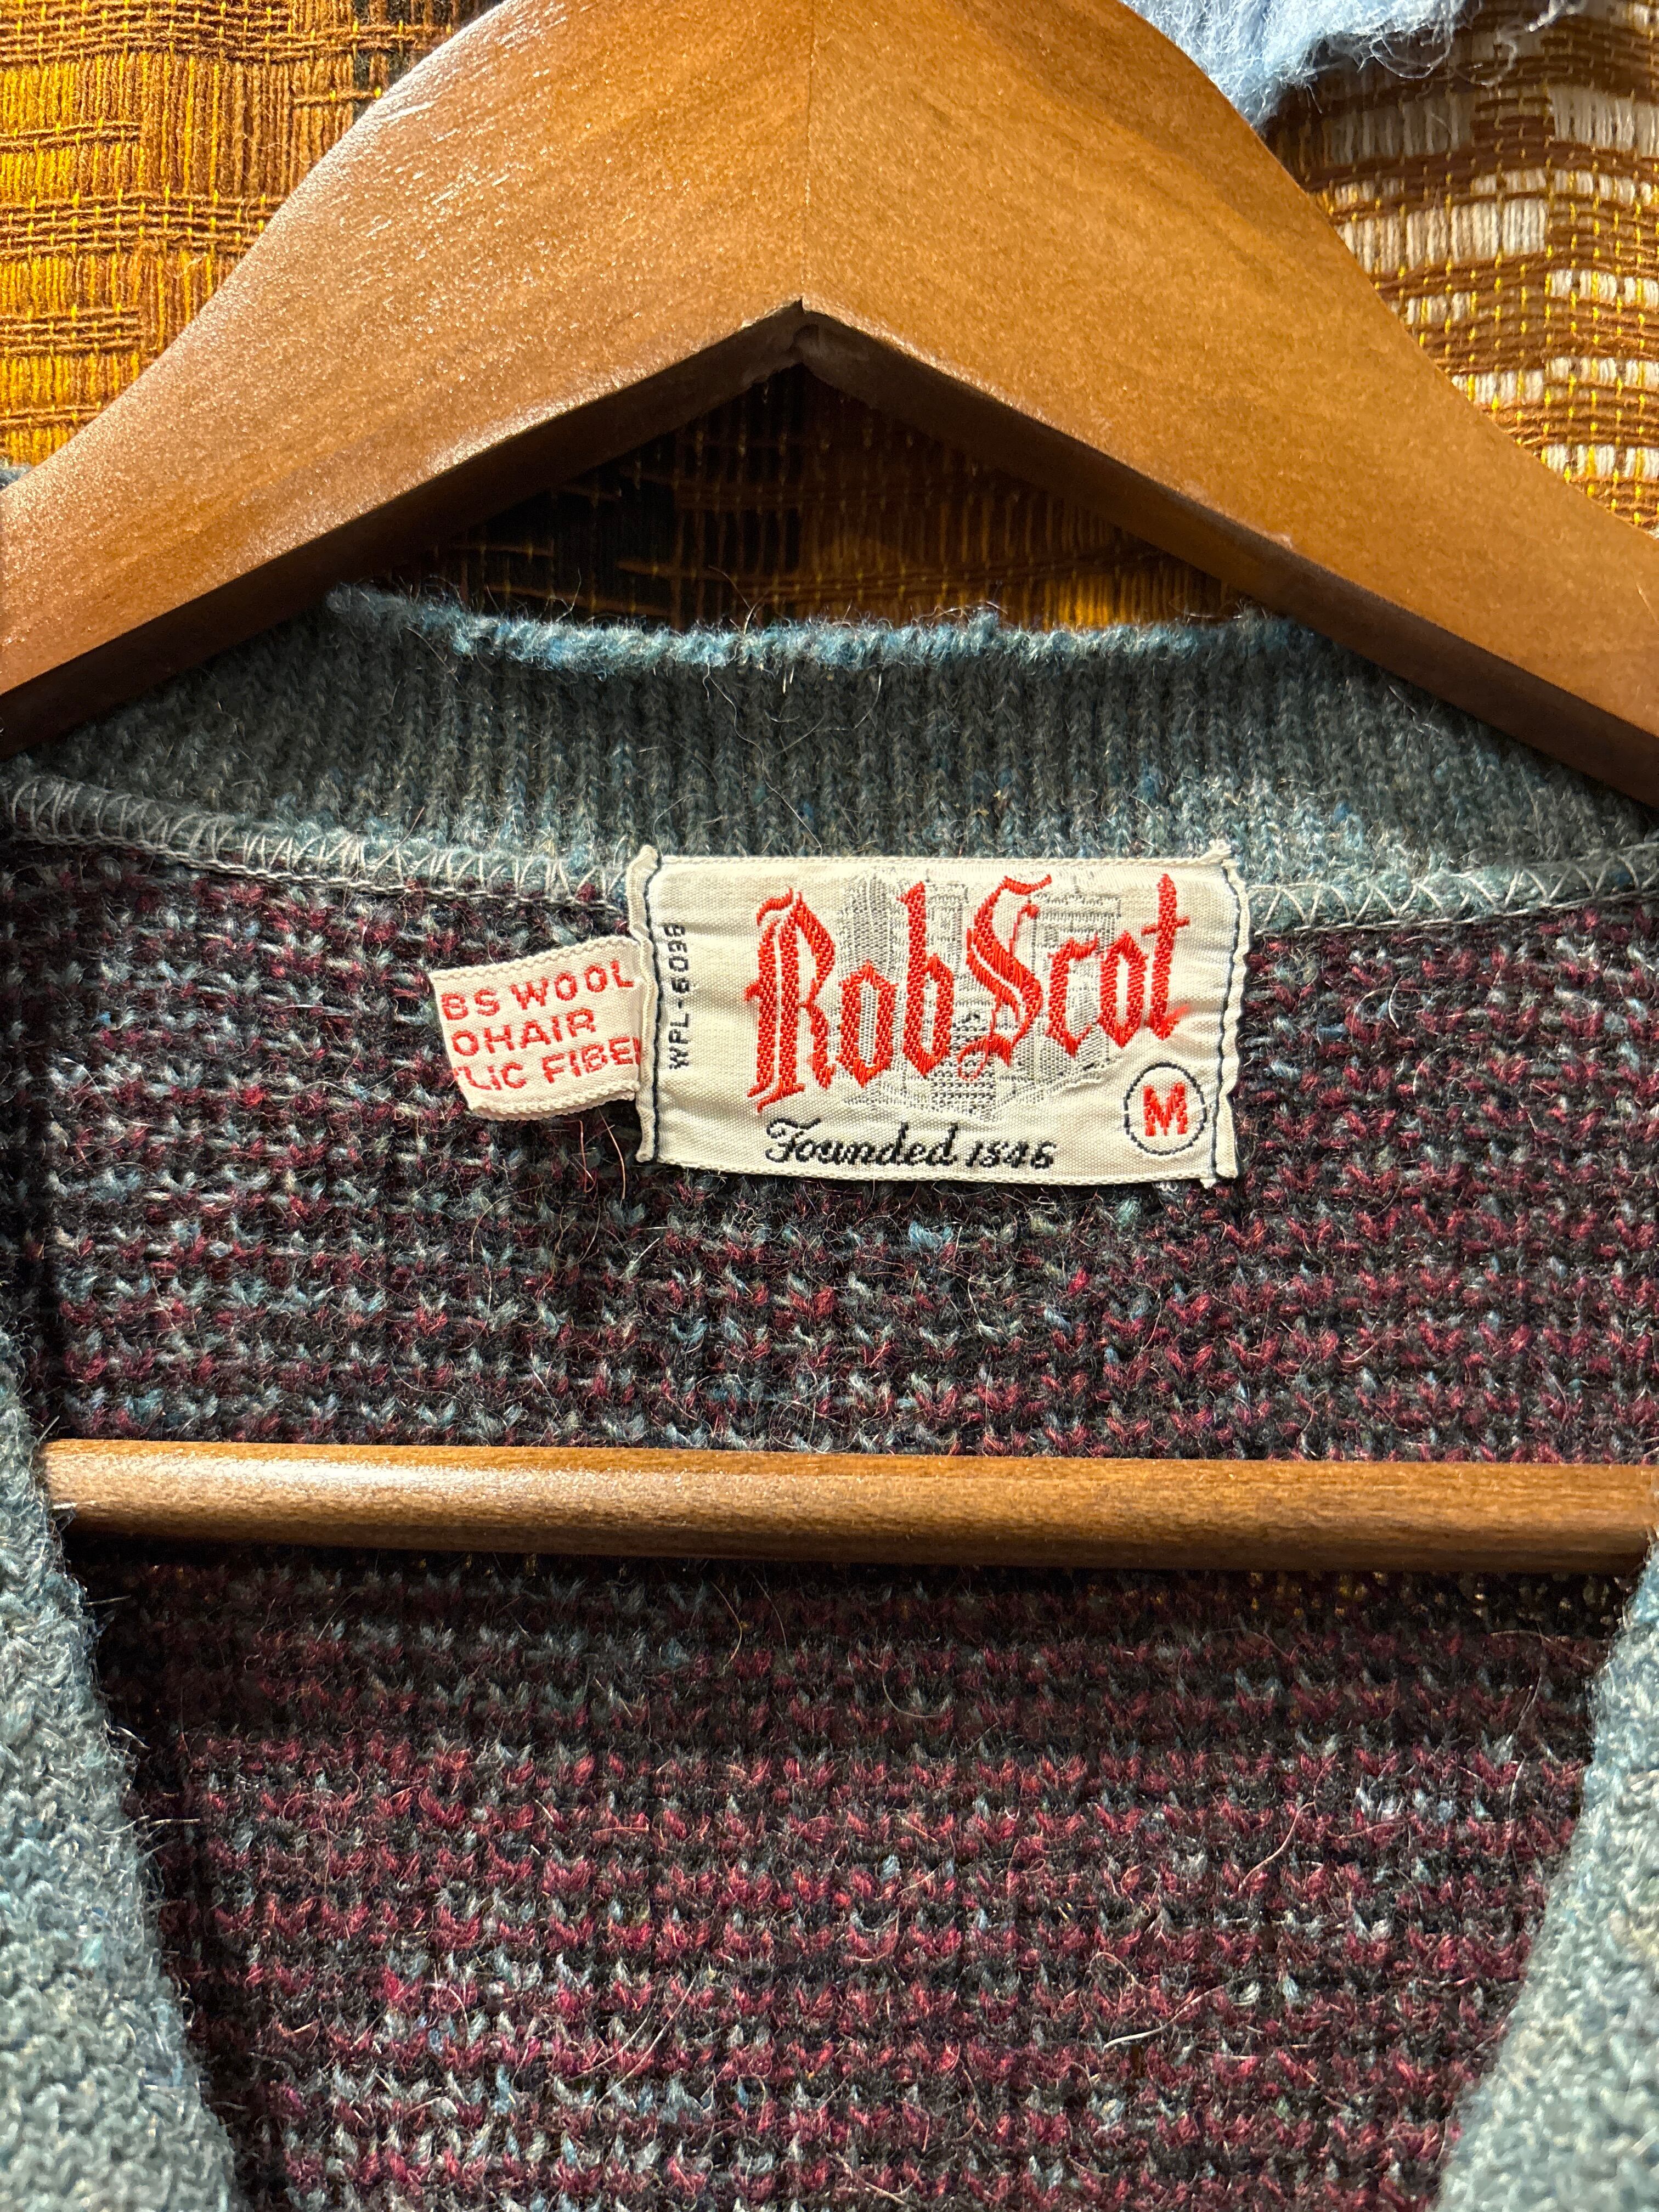 BS WOOL
OHAIR
LIC FIBE
WPL-6098
Rob Scot
Founded 1846
M